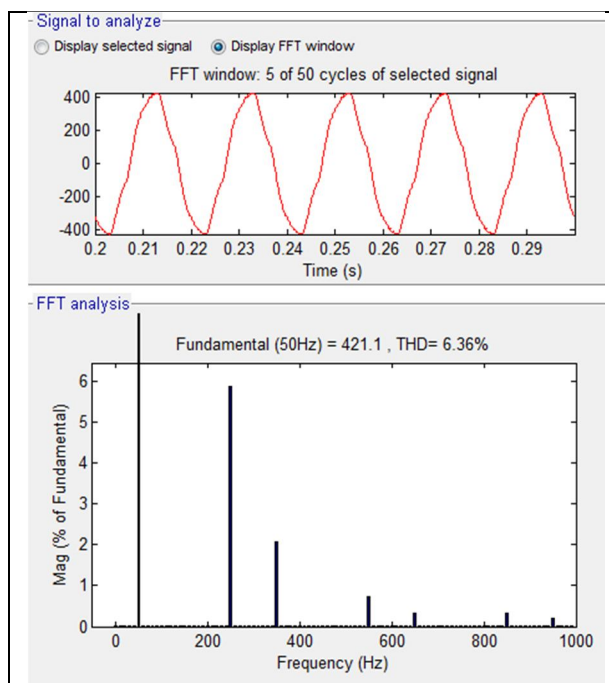 Signal to analyze
Display selected signal Display FFT window
FFT window: 5 of 50 cycles of selected signal
400
200
0
-200
-400
0.2 0.21 0.22 0.23 0.24 0.25 0.26 0.27 0.28 0.29
Time (s)
FFT analysis
Fundamental (50Hz) = 421.1 , THD= 6.36%
Mag (% of Fundamental)
6
5
4
3
2
1
0
0 200 400 600 800 1000
Frequency (Hz)